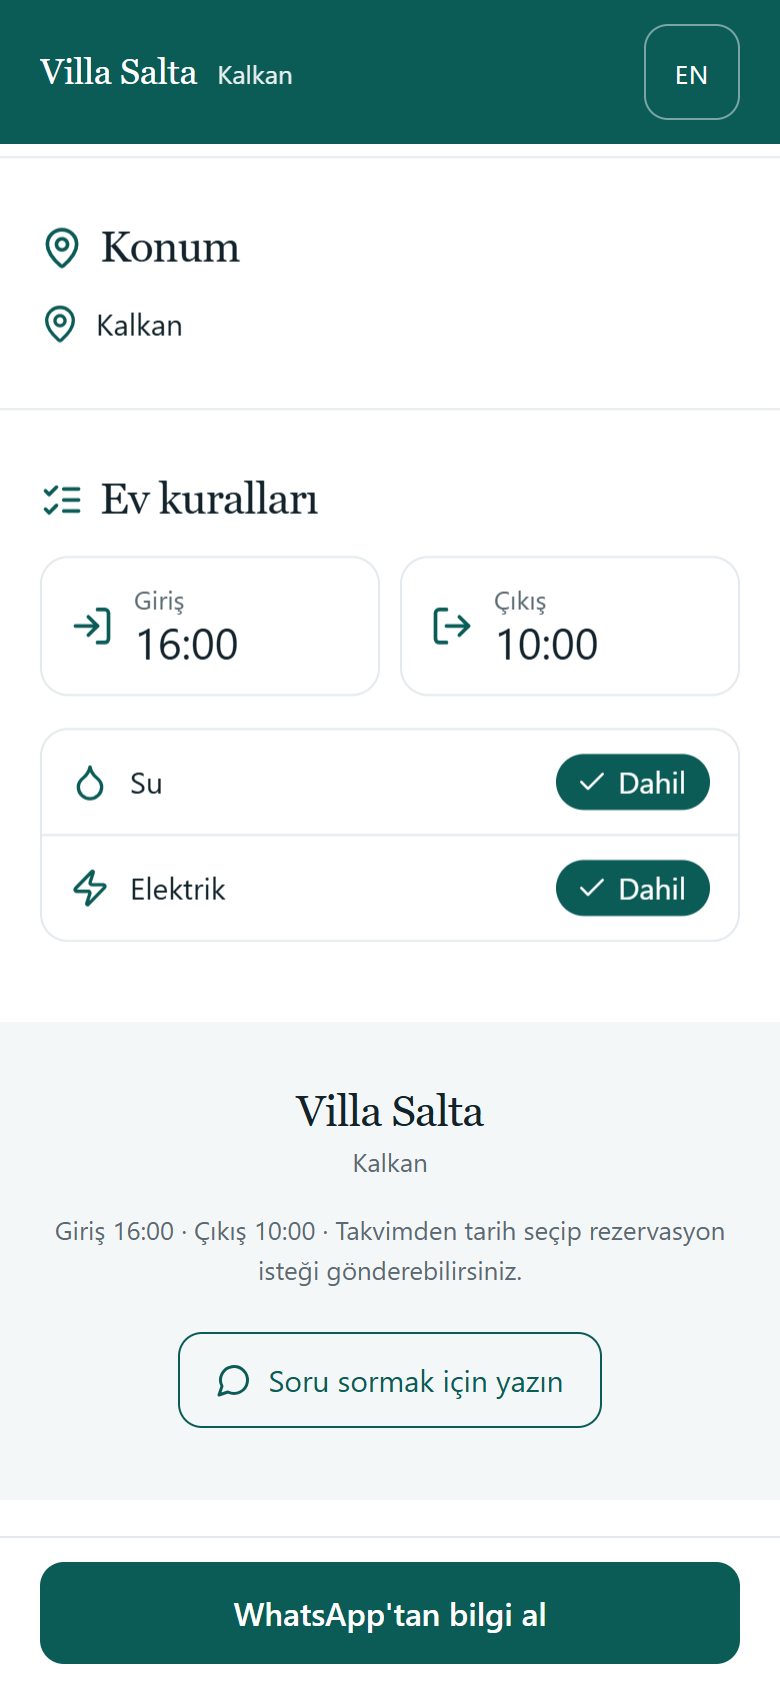 Villa Salta Kalkan
EN
Konum
Kalkan
Ev kuralları
Giriş
16:00
Çıkış
10:00
Su
Dahil
Elektrik
Dahil
Villa Salta
Kalkan
Giriş 16:00 · Çıkış 10:00 · Takvimden tarih seçip rezervasyon
isteği gönderebilirsiniz.
Soru sormak için yazın
WhatsApp'tan bilgi al